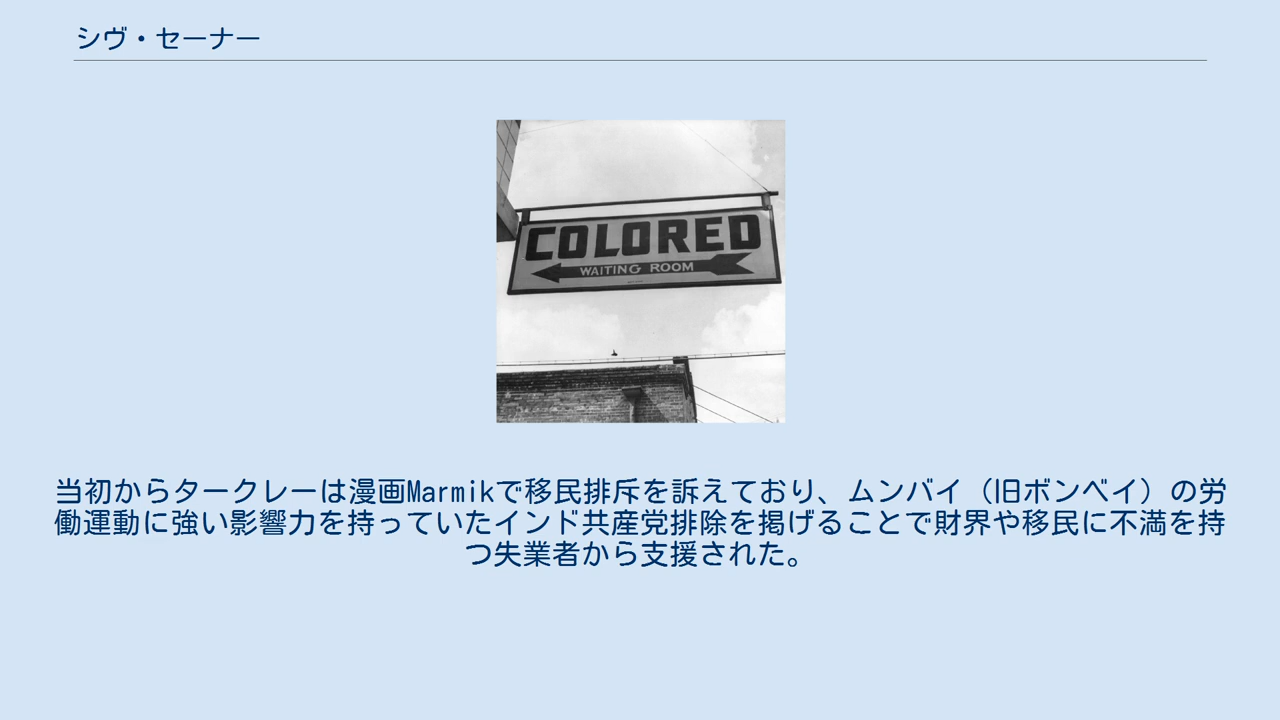 シヴ・セーナー
COLORED
WAITING ROOM
当初からタークレーは漫画Marmikで移民排斥を訴えており、ムンバイ（旧ボンベイ）の労
働運動に強い影響力を持っていたインド共産党排除を掲げることで財界や移民に不満を持
つ失業者から支援された。